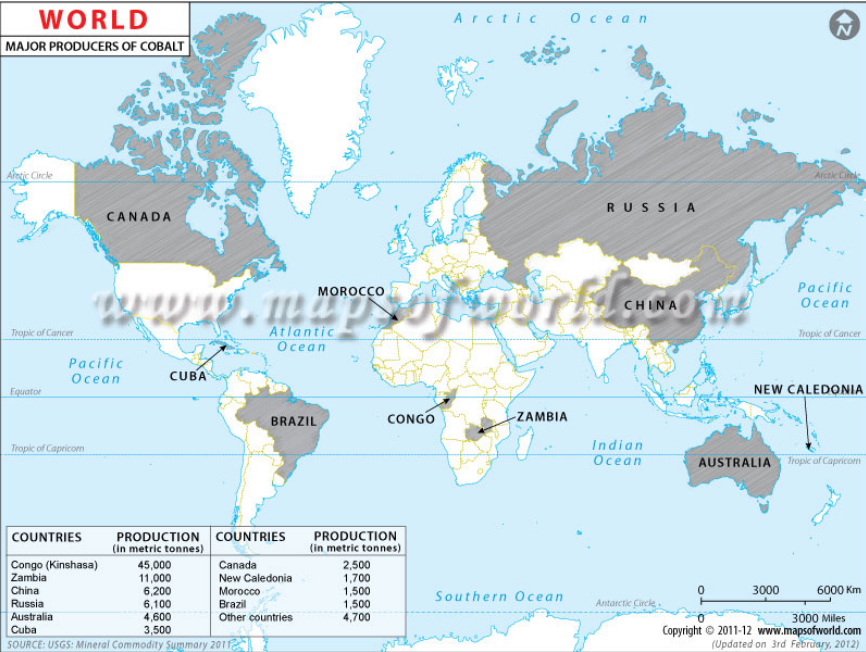 WORLD
MAJOR PRODUCERS OF COBALT
Arctic Ocean
N
Arctic Circle
Arctic Circle
CANADA
RUSSIA
MOROCCO
CHINA
Pacific
Ocean
www.mapsofworld.com
Tropic of Cancer
Atlantic
Ocean
Tropic of Cancer
Pacific
Ocean
CUBA
Equator
NEW CALEDONIA
BRAZIL
CONGO
ZAMBIA
Tropic of Capricorn
Indian
Ocean
AUSTRALIA
Tropic of Capricorn
COUNTRIES PRODUCTION COUNTRIES PRODUCTION
(in metric tonnes) (in metric tonnes)
Congo (Kinshasa) 45,000 Canada 2,500
Zambia 11,000 New Caledonia 1,700
China 6,200 Morocco 1,500
Russia 6,100 Brazil 1,500
Australia 4,600 Other countries 4,700
Cuba 3,500
Southern Ocean
Antarctic Circle
0 3000 6000 Km
0 3000 Miles
SOURCE: USGS: Mineral Commodity Summary 2011
Copyright © 2011-12 www.mapsofworld.com
(Updated on 3rd February, 2012)